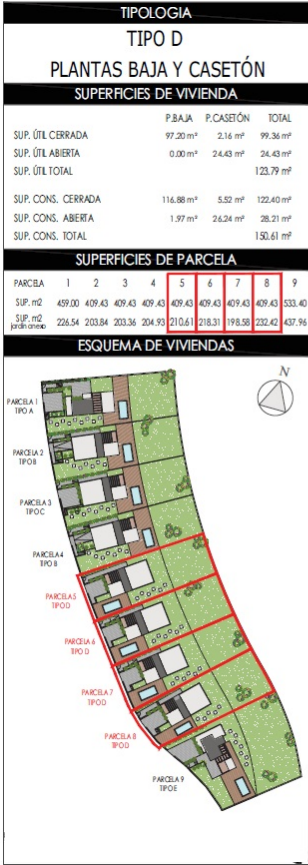 TIPOLOGIA
TIPO D
PLANTAS BAJA Y CASETÓN
SUPERFICIES DE VIVIENDA
P.BAJA P.CASETÓN TOTAL
SUP. ÚTIL CERRADA 97.20 m² 2.16 m² 99.36 m²
SUP. ÚTIL ABIERTA 0.00 m² 24,43 m² 24,43 m²
SUP. ÚTIL TOTAL 123.79 m²
SUP. CONS. CERRADA 116.88 m² 5.52 m² 122,40 m²
SUP. CONS. ABIERTA 1.97 m² 26.24 m² 28.21 m²
SUP. CONS. TOTAL 150.61 m²
SUPERFICIES DE PARCELA
PARCELA 1 2 3 4 5 6 7 8 9
SUP. m2 459.00 409.43 409.43 409.43 409.43 409.43 409.43 409.43 533.40
SUP. m2 jardín anexo 226.54 203.84 203.36 204.93 210.61 218.31 198.58 232.42 437.96
ESQUEMA DE VIVIENDAS
N
PARCELA 1
TIPO A
PARCELA 2
TIPO B
PARCELA 3
TIPO C
PARCELA 4
TIPO B
PARCELA 5
TIPO D
PARCELA 6
TIPO D
PARCELA 7
TIPO D
PARCELA 8
TIPO D
PARCELA 9
TIPO E